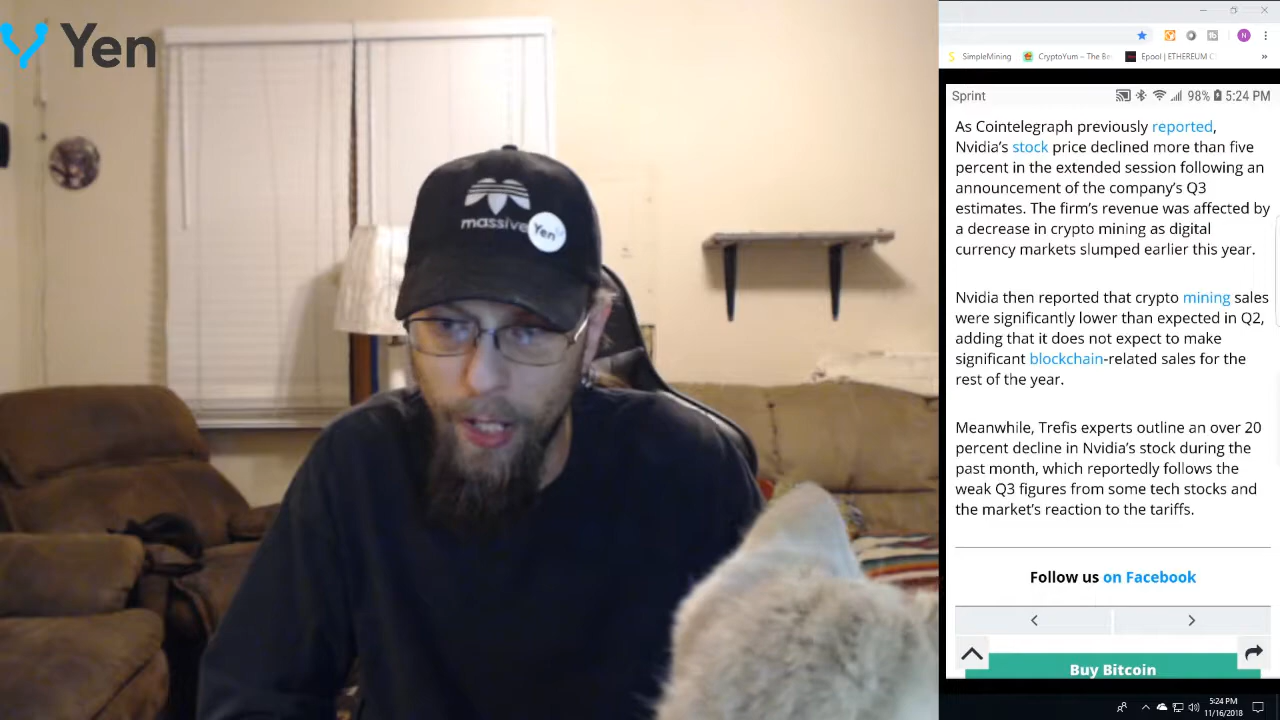 Yen
massive
Yen
SimpleMining
CryptoYum – The Be
Epool | ETHEREUM C
N
Sprint
98%
5:24 PM
As Cointelegraph previously reported,
Nvidia's stock price declined more than five
percent in the extended session following an
announcement of the company's Q3
estimates. The firm's revenue was affected by
a decrease in crypto mining as digital
currency markets slumped earlier this year.
Nvidia then reported that crypto mining sales
were significantly lower than expected in Q2,
adding that it does not expect to make
significant blockchain-related sales for the
rest of the year.
Meanwhile, Trefis experts outline an over 20
percent decline in Nvidia's stock during the
past month, which reportedly follows the
weak Q3 figures from some tech stocks and
the market's reaction to the tariffs.
Follow us on Facebook
Buy Bitcoin
5:24 PM
11/16/2018